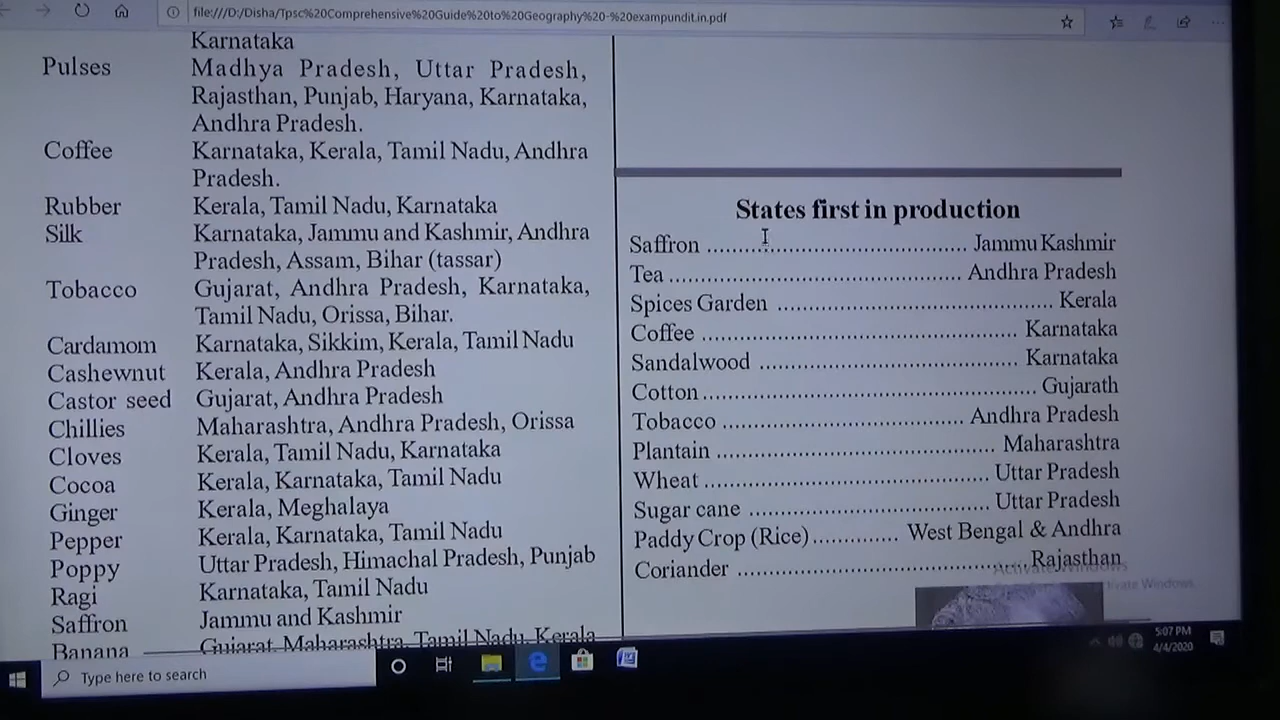 file:///D:/Disha/Tpsc%20Comprehensive%20Guide%20to%20Geography%20-%20exampundit.in.pdf
Karnataka
Pulses Madhya Pradesh, Uttar Pradesh,
Rajasthan, Punjab, Haryana, Karnataka,
Andhra Pradesh.
Coffee Karnataka, Kerala, Tamil Nadu, Andhra
Pradesh.
Rubber Kerala, Tamil Nadu, Karnataka
Silk Karnataka, Jammu and Kashmir, Andhra
Pradesh, Assam, Bihar (tassar)
Tobacco Gujarat, Andhra Pradesh, Karnataka,
Tamil Nadu, Orissa, Bihar.
Cardamom Karnataka, Sikkim, Kerala, Tamil Nadu
Cashewnut Kerala, Andhra Pradesh
Castor seed Gujarat, Andhra Pradesh
Chillies Maharashtra, Andhra Pradesh, Orissa
Cloves Kerala, Tamil Nadu, Karnataka
Cocoa Kerala, Karnataka, Tamil Nadu
Ginger Kerala, Meghalaya
Pepper Kerala, Karnataka, Tamil Nadu
Poppy Uttar Pradesh, Himachal Pradesh, Punjab
Ragi Karnataka, Tamil Nadu
Saffron Jammu and Kashmir
Banana Gujarat, Maharashtra, Tamil Nadu, Kerala
States first in production
Saffron ........................................ Jammu Kashmir
Tea ............................................. Andhra Pradesh
Spices Garden ........................................... Kerala
Coffee ................................................ Karnataka
Sandalwood ....................................... Karnataka
Cotton .................................................. Gujarath
Tobacco ..................................... Andhra Pradesh
Plantain ........................................... Maharashtra
Wheat ............................................ Uttar Pradesh
Sugar cane ..................................... Uttar Pradesh
Paddy Crop (Rice) ............. West Bengal & Andhra
Coriander ............................................ Rajasthan
Activate Windows
Type here to search
5:07 PM
4/4/2020